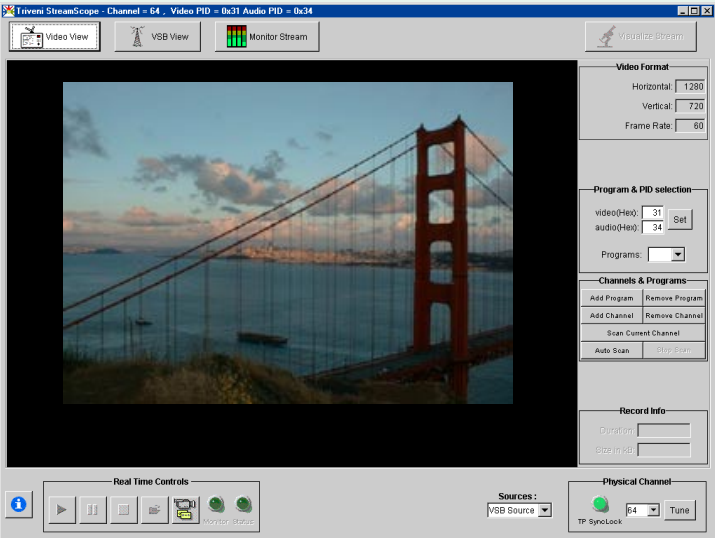 Triveni StreamScope - Channel = 64 , Video PID = 0x31 Audio PID = 0x34
Video View
VSB View
Monitor Stream
Visualize Stream
Video Format
Horizontal: 1280
Vertical: 720
Frame Rate: 60
Program & PID selection
video(Hex): 31
audio(Hex): 34
Set
Programs:
Channels & Programs
Add Program Remove Program
Add Channel Remove Channel
Scan Current Channel
Auto Scan Stop Scan
Record Info
Duration
Size in kB
Real Time Controls
Monitor Status
Sources :
VSB Source
Physical Channel
TP SyncLock
64
Tune